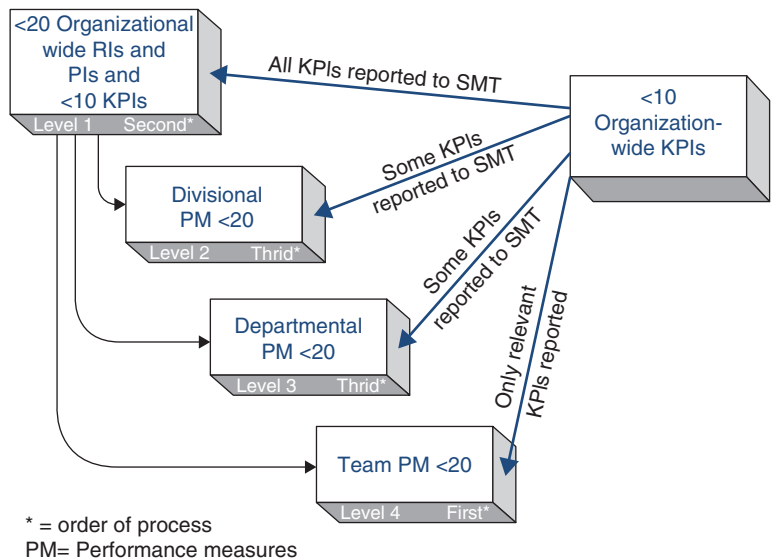 <20 Organizational
wide RIs and
PIs and
<10 KPIs
Level 1 Second*
All KPIs reported to SMT
<10
Organization-
wide KPIs
Some KPIs
reported to SMT
Divisional
PM <20
Level 2 Thrid*
Some KPIs
reported to SMT
Departmental
PM <20
Level 3 Thrid*
Only relevant
KPIs reported
Team PM <20
Level 4 First*
* = order of process
PM= Performance measures